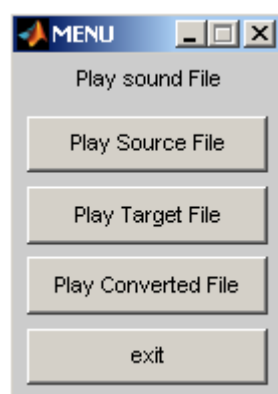 MENU
Play sound File
Play Source File
Play Target File
Play Converted File
exit